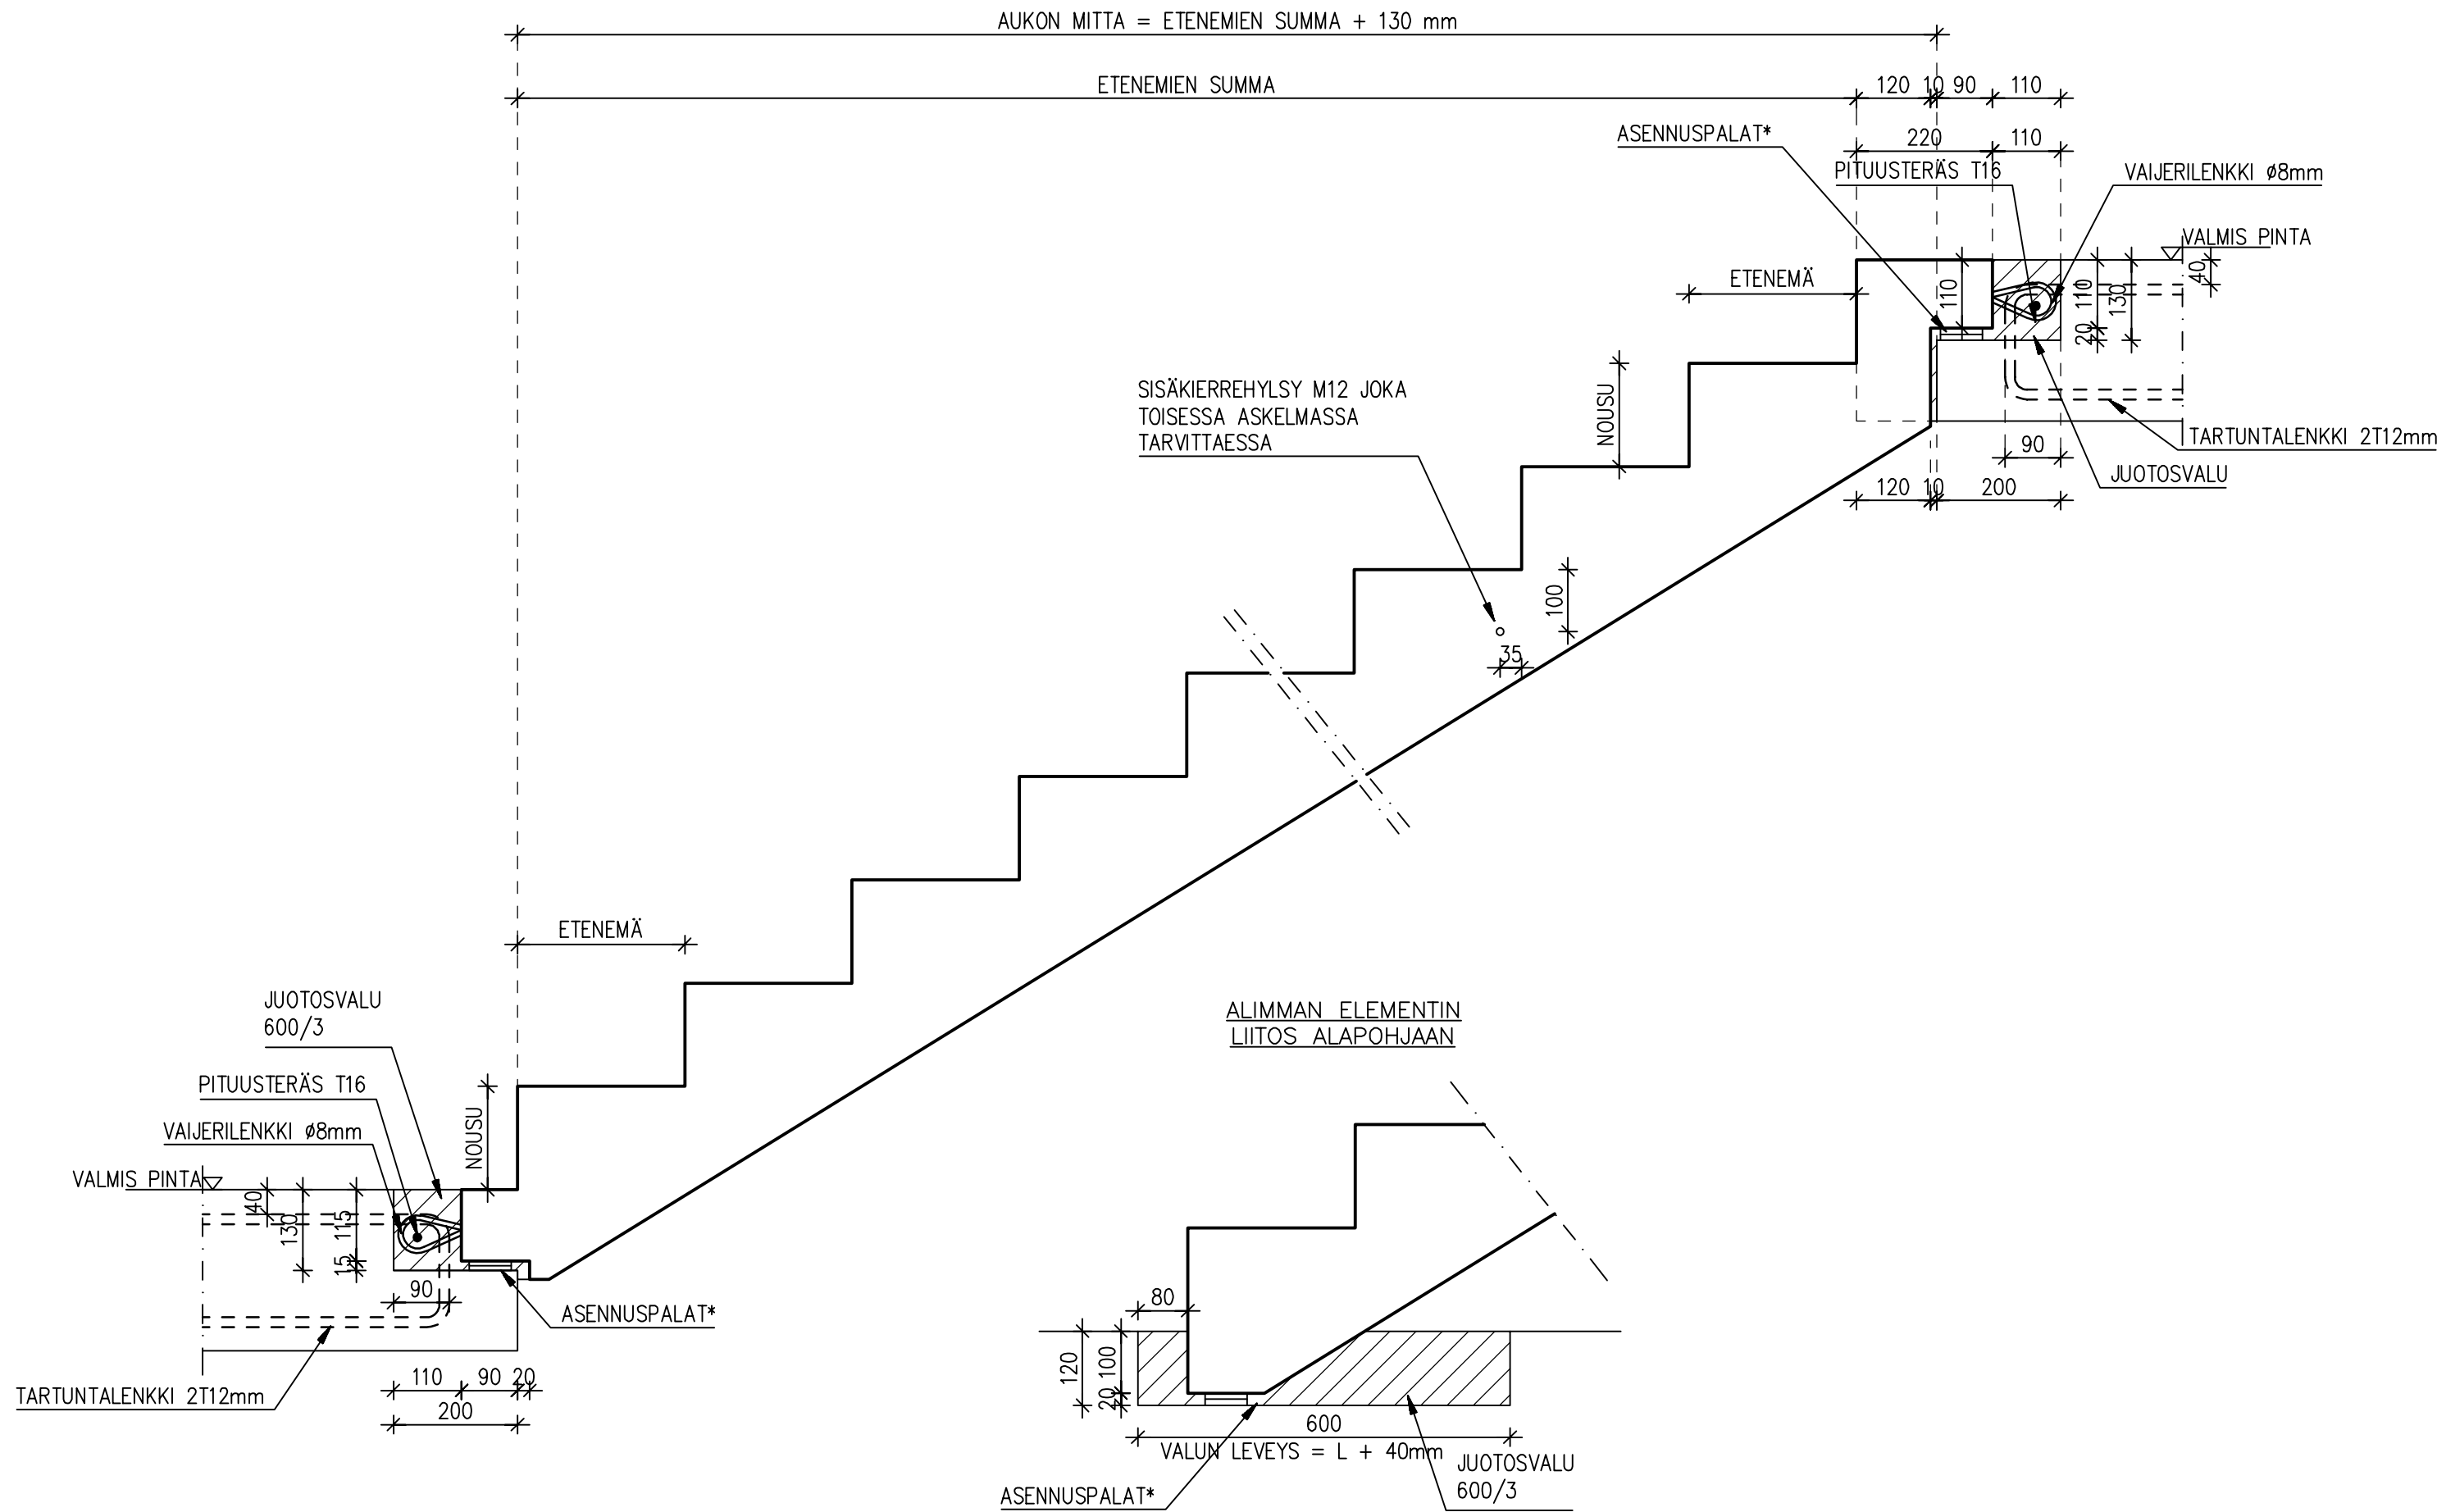 AUKON MITTA = ETENEMIEN SUMMA + 130 mm
ETENEMIEN SUMMA
120 10 90 110
220 110
ASENNUSPALAT*
PITUUSTERÄS T16
VAIJERILENKKI ø8mm
VALMIS PINTA
40
ETENEMÄ
110
110
130
20
NOUSU
SISÄKIERREHYLSY M12 JOKA
TOISESSA ASKELMASSA
TARVITTAESSA
TARTUNTALENKKI 2T12mm
90
JUOTOSVALU
120 10 200
100
35
ETENEMÄ
JUOTOSVALU
600/3
PITUUSTERÄS T16
VAIJERILENKKI ø8mm
NOUSU
VALMIS PINTA
40
130
115
15
90
ASENNUSPALAT*
TARTUNTALENKKI 2T12mm
110 90 20
200
ALIMMAN ELEMENTIN
LIITOS ALAPOHJAAN
80
120
100
20
600
VALUN LEVEYS = L + 40mm
JUOTOSVALU
600/3
ASENNUSPALAT*